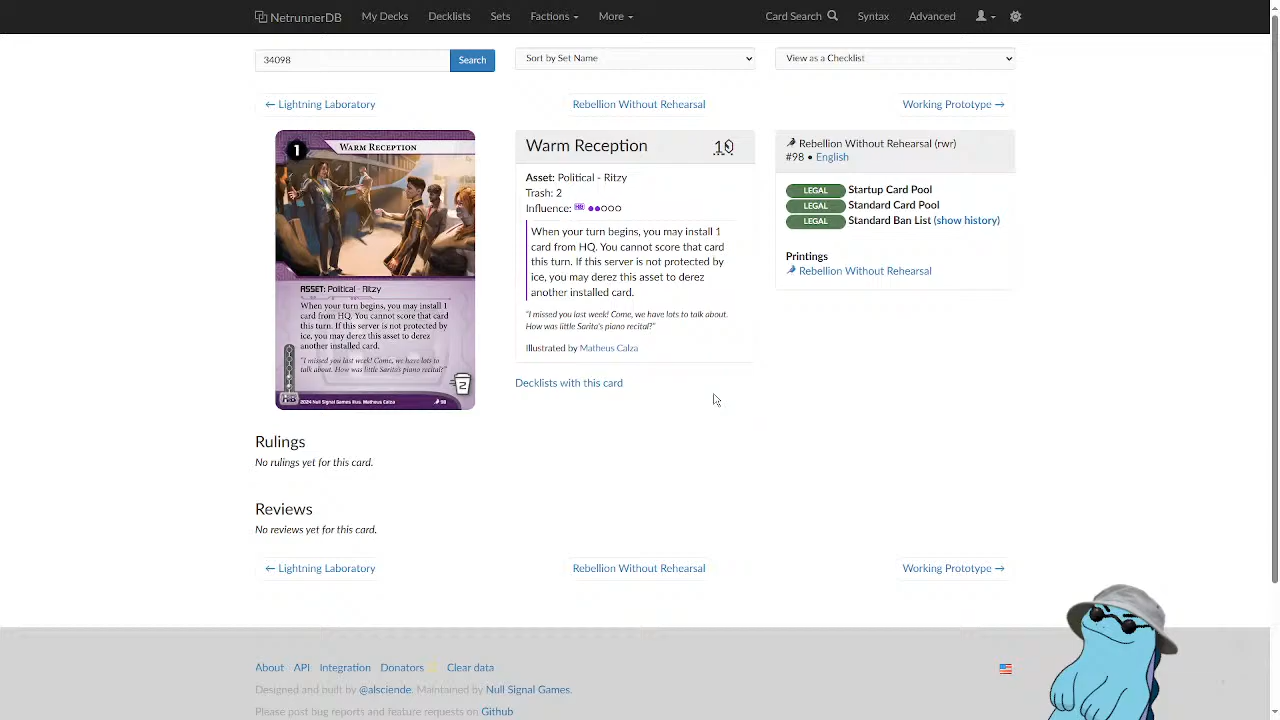 NetrunnerDB My Decks Decklists Sets Factions More Card Search Syntax Advanced
34098 Search Sort by Set Name View as a Checklist
← Lightning Laboratory Rebellion Without Rehearsal Working Prototype →
1 WARM RECEPTION
ASSET: Political - Ritzy
When your turn begins, you may install 1
card from HQ. You cannot score that card
this turn. If this server is not protected by
ice, you may derez this asset to derez
another installed card.
"I missed you last week! Come, we have lots to
talk about. How was little Sarita's piano recital?"
2
2024 Null Signal Games Illus. Matheus Calza 98
Warm Reception
Asset: Political - Ritzy
Trash: 2
Influence:
When your turn begins, you may install 1
card from HQ. You cannot score that card
this turn. If this server is not protected by
ice, you may derez this asset to derez
another installed card.
"I missed you last week! Come, we have lots to talk about.
How was little Sarita's piano recital?"
Illustrated by Matheus Calza
Decklists with this card
Rebellion Without Rehearsal (rwr)
#98 • English
LEGAL Startup Card Pool
LEGAL Standard Card Pool
LEGAL Standard Ban List (show history)
Printings
Rebellion Without Rehearsal
Rulings
No rulings yet for this card.
Reviews
No reviews yet for this card.
← Lightning Laboratory Rebellion Without Rehearsal Working Prototype →
About API Integration Donators Clear data
Designed and built by @alsciende. Maintained by Null Signal Games.
Please post bug reports and feature requests on Github